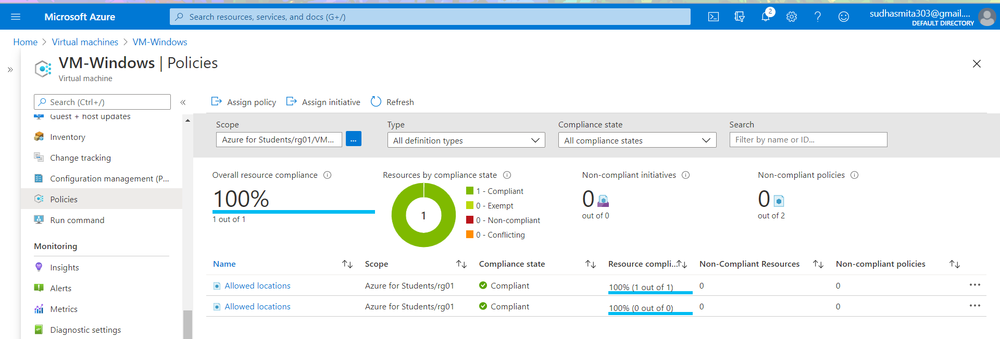 Microsoft Azure
Search resources, services, and docs (G+/)
2
sudhasmita303@gmail....
DEFAULT DIRECTORY
Home > Virtual machines > VM-Windows
VM-Windows | Policies
Virtual machine
Search (Ctrl+/)
Guest + host updates
Inventory
Change tracking
Configuration management (P...
Policies
Run command
Monitoring
Insights
Alerts
Metrics
Diagnostic settings
Assign policy Assign initiative Refresh
Scope Type Compliance state Search
Azure for Students/rg01/VM... ... All definition types All compliance states Filter by name or ID...
Overall resource compliance
100%
1 out of 1
Resources by compliance state
1
1 - Compliant
0 - Exempt
0 - Non-compliant
0 - Conflicting
Non-compliant initiatives
0
out of 0
Non-compliant policies
0
out of 2
Name Scope Compliance state Resource compli... Non-Compliant Resources Non-compliant policies
Allowed locations Azure for Students/rg01 Compliant 100% (1 out of 1) 0 0
Allowed locations Azure for Students/rg01 Compliant 100% (0 out of 0) 0 0